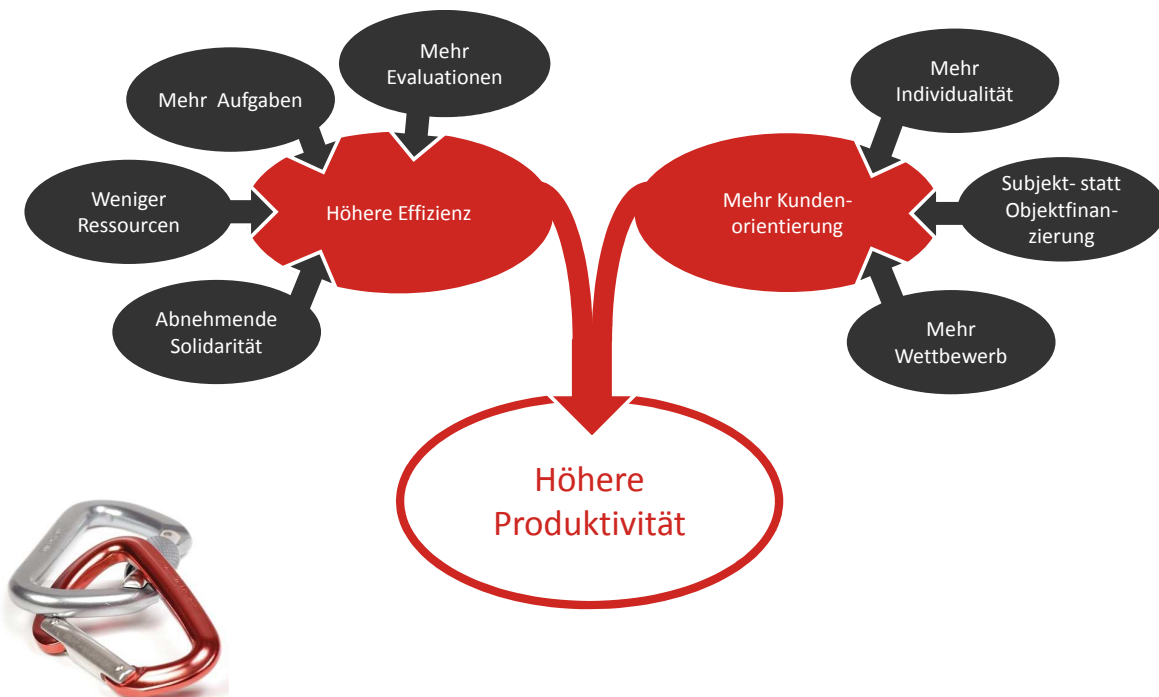 Mehr
Evaluationen
Mehr Aufgaben
Weniger
Ressourcen
Abnehmende
Solidarität
Höhere Effizienz
Mehr
Individualität
Subjekt- statt
Objektfinan-
zierung
Mehr
Wettbewerb
Mehr Kunden-
orientierung
Höhere
Produktivität